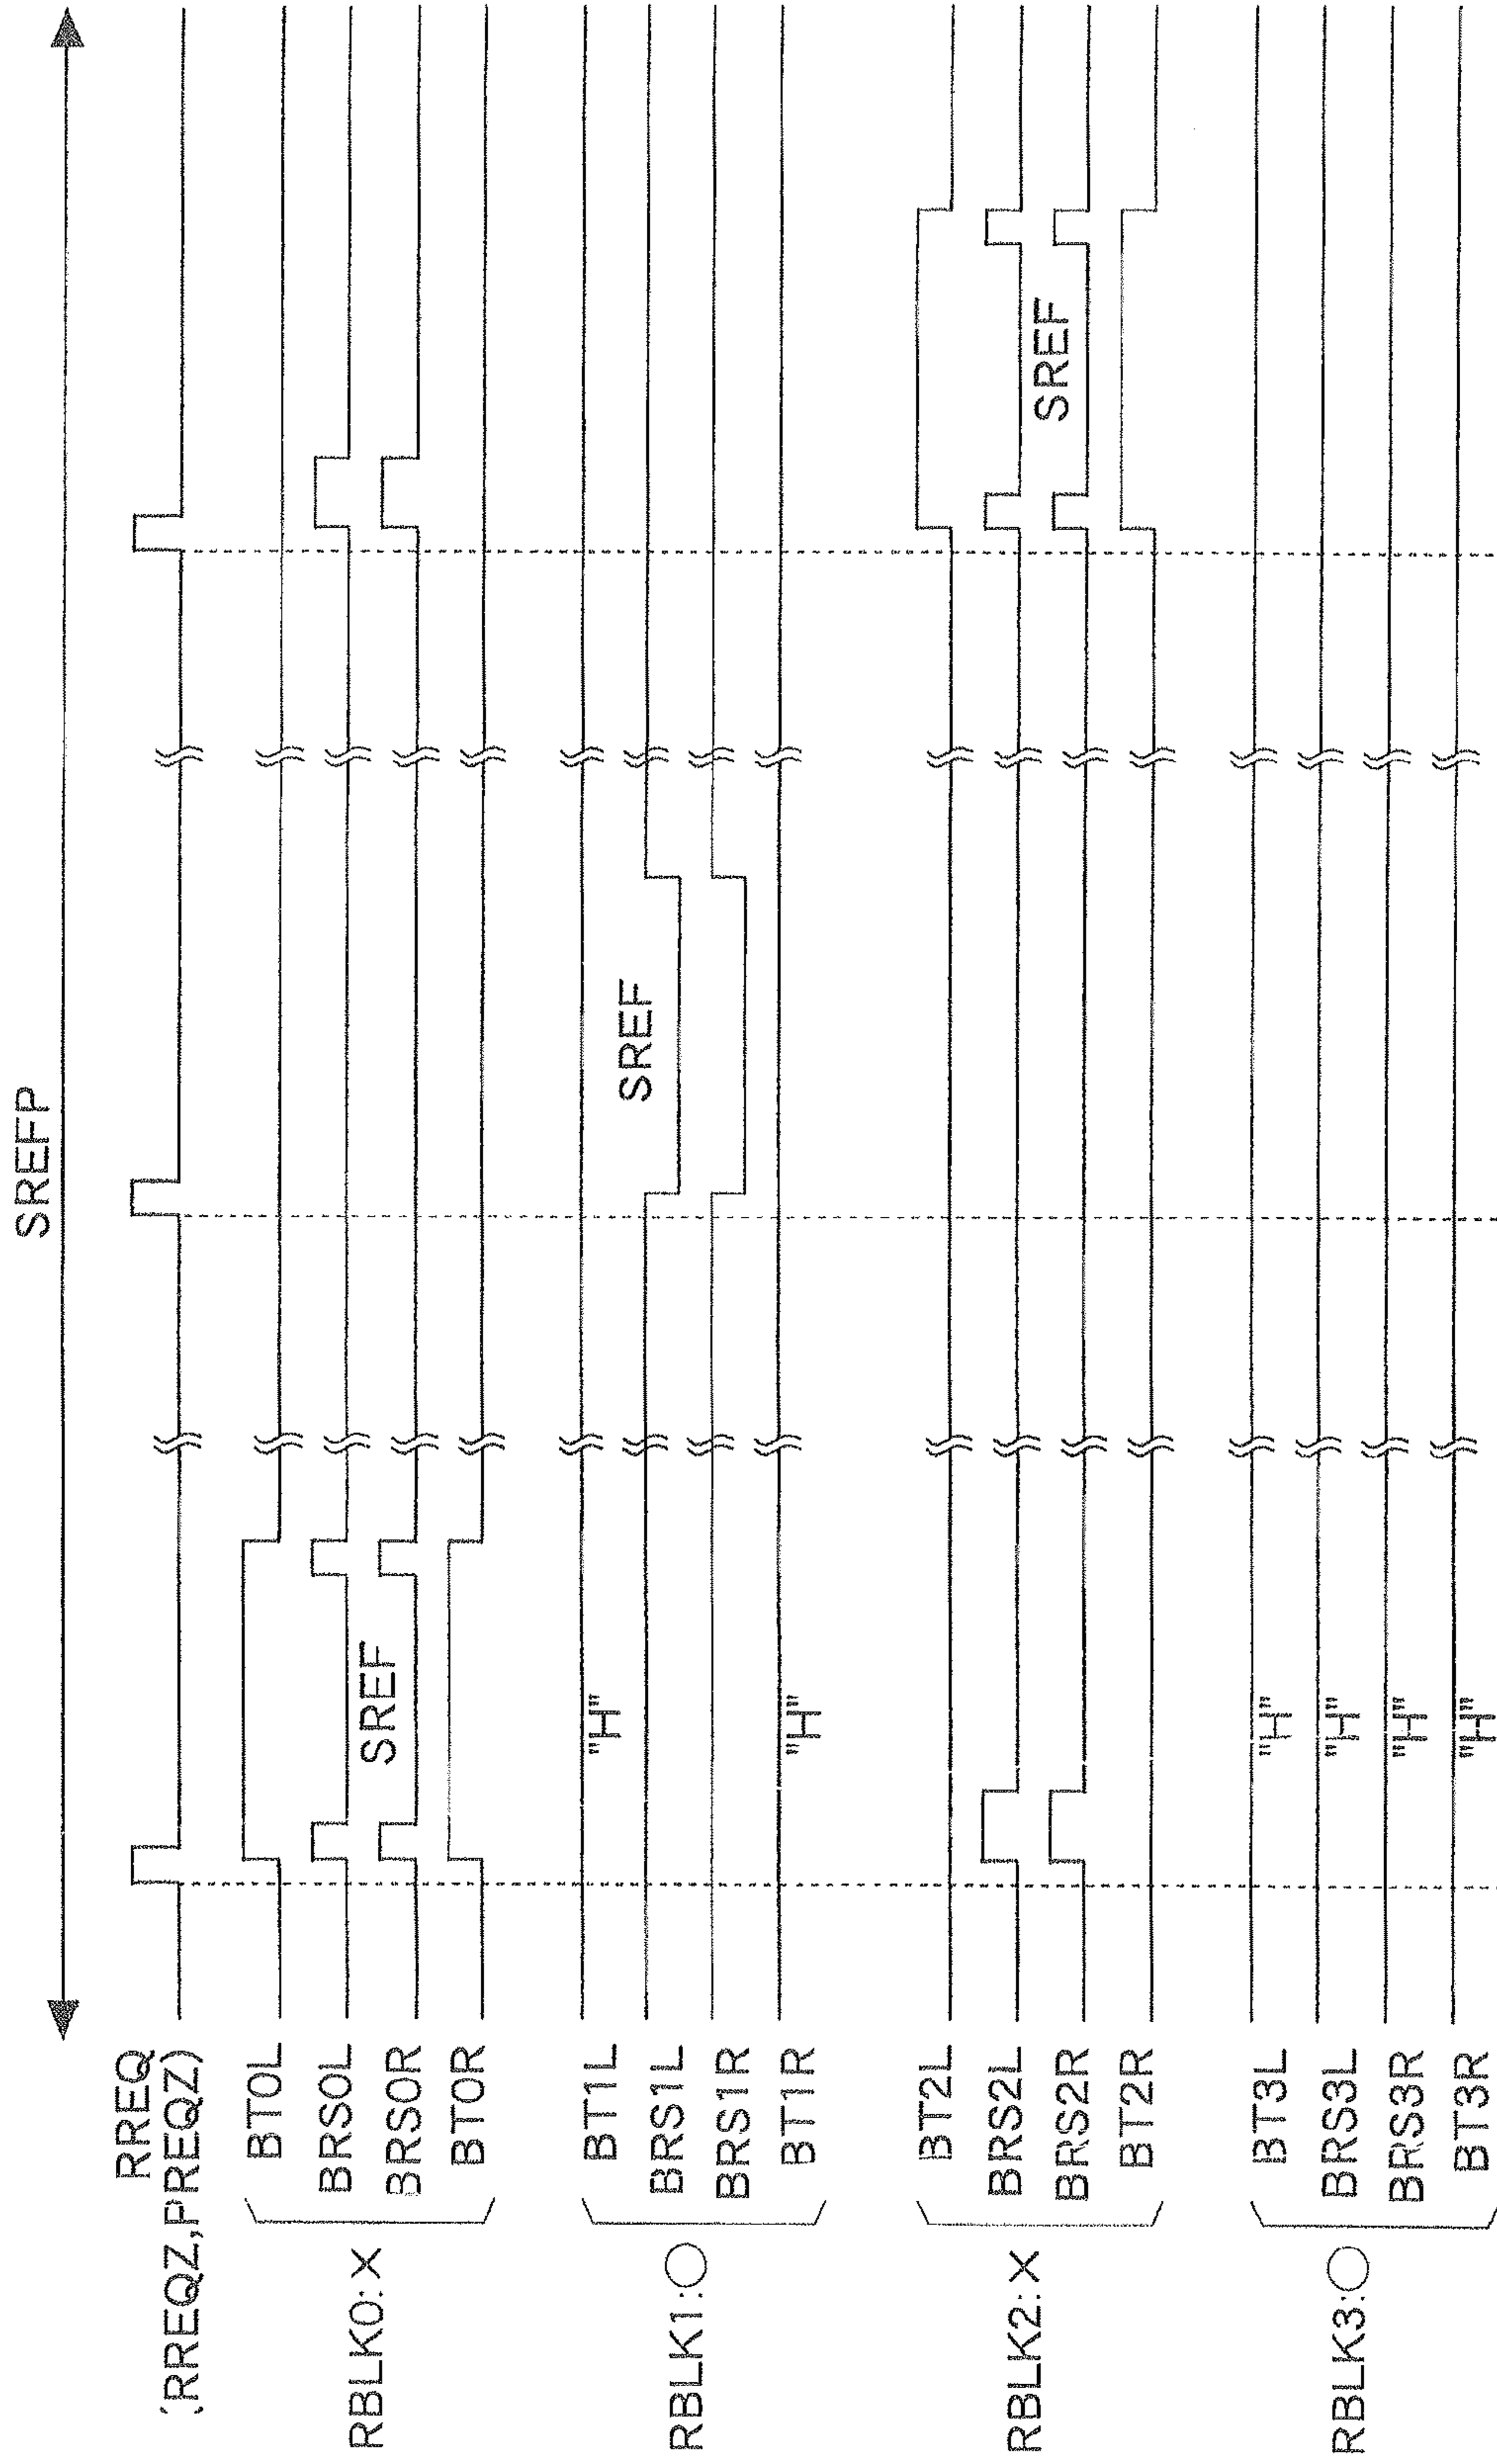 SREFP
RREQ
(RREQZ,PREQZ)
RBLK0:×
BT0L
BRS0L
BRS0R
BT0R
SREF
RBLK1:○
BT1L
BRS1L
BRS1R
BT1R
"H"
"H"
SREF
RBLK2:×
BT2L
BRS2L
BRS2R
BT2R
SREF
RBLK3:○
BT3L
BRS3L
BRS3R
BT3R
"H"
"H"
"H"
"H"